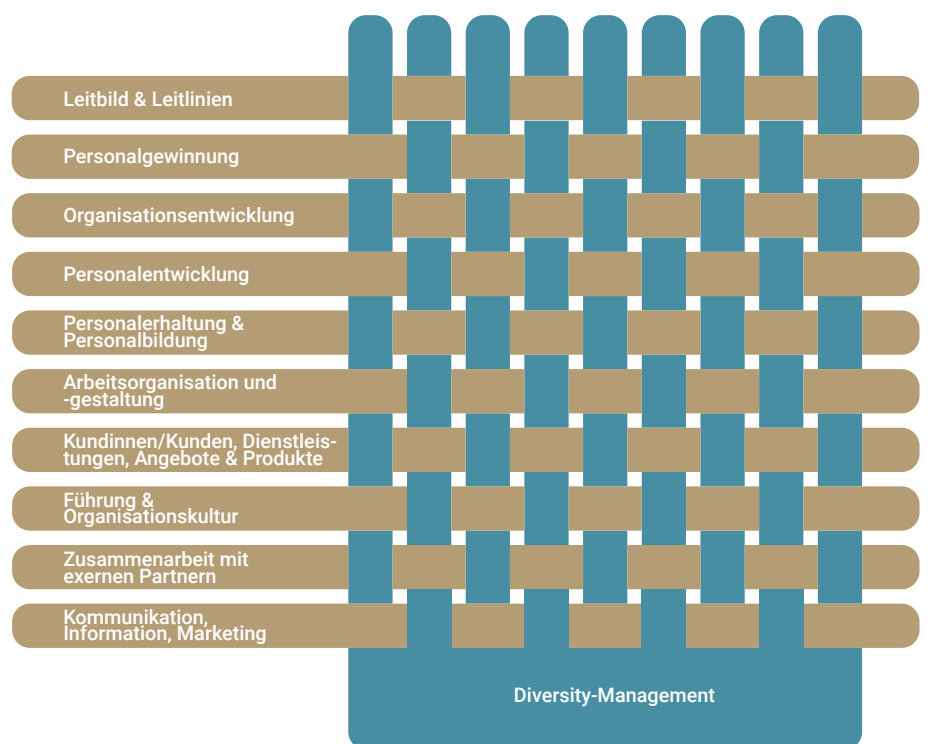 Leitbild & Leitlinien
Personalgewinnung
Organisationsentwicklung
Personalentwicklung
Personalerhaltung &
Personalbildung
Arbeitsorganisation und
-gestaltung
Kundinnen/Kunden, Dienstleis-
tungen, Angebote & Produkte
Führung &
Organisationskultur
Zusammenarbeit mit
exernen Partnern
Kommunikation,
Information, Marketing
Diversity-Management